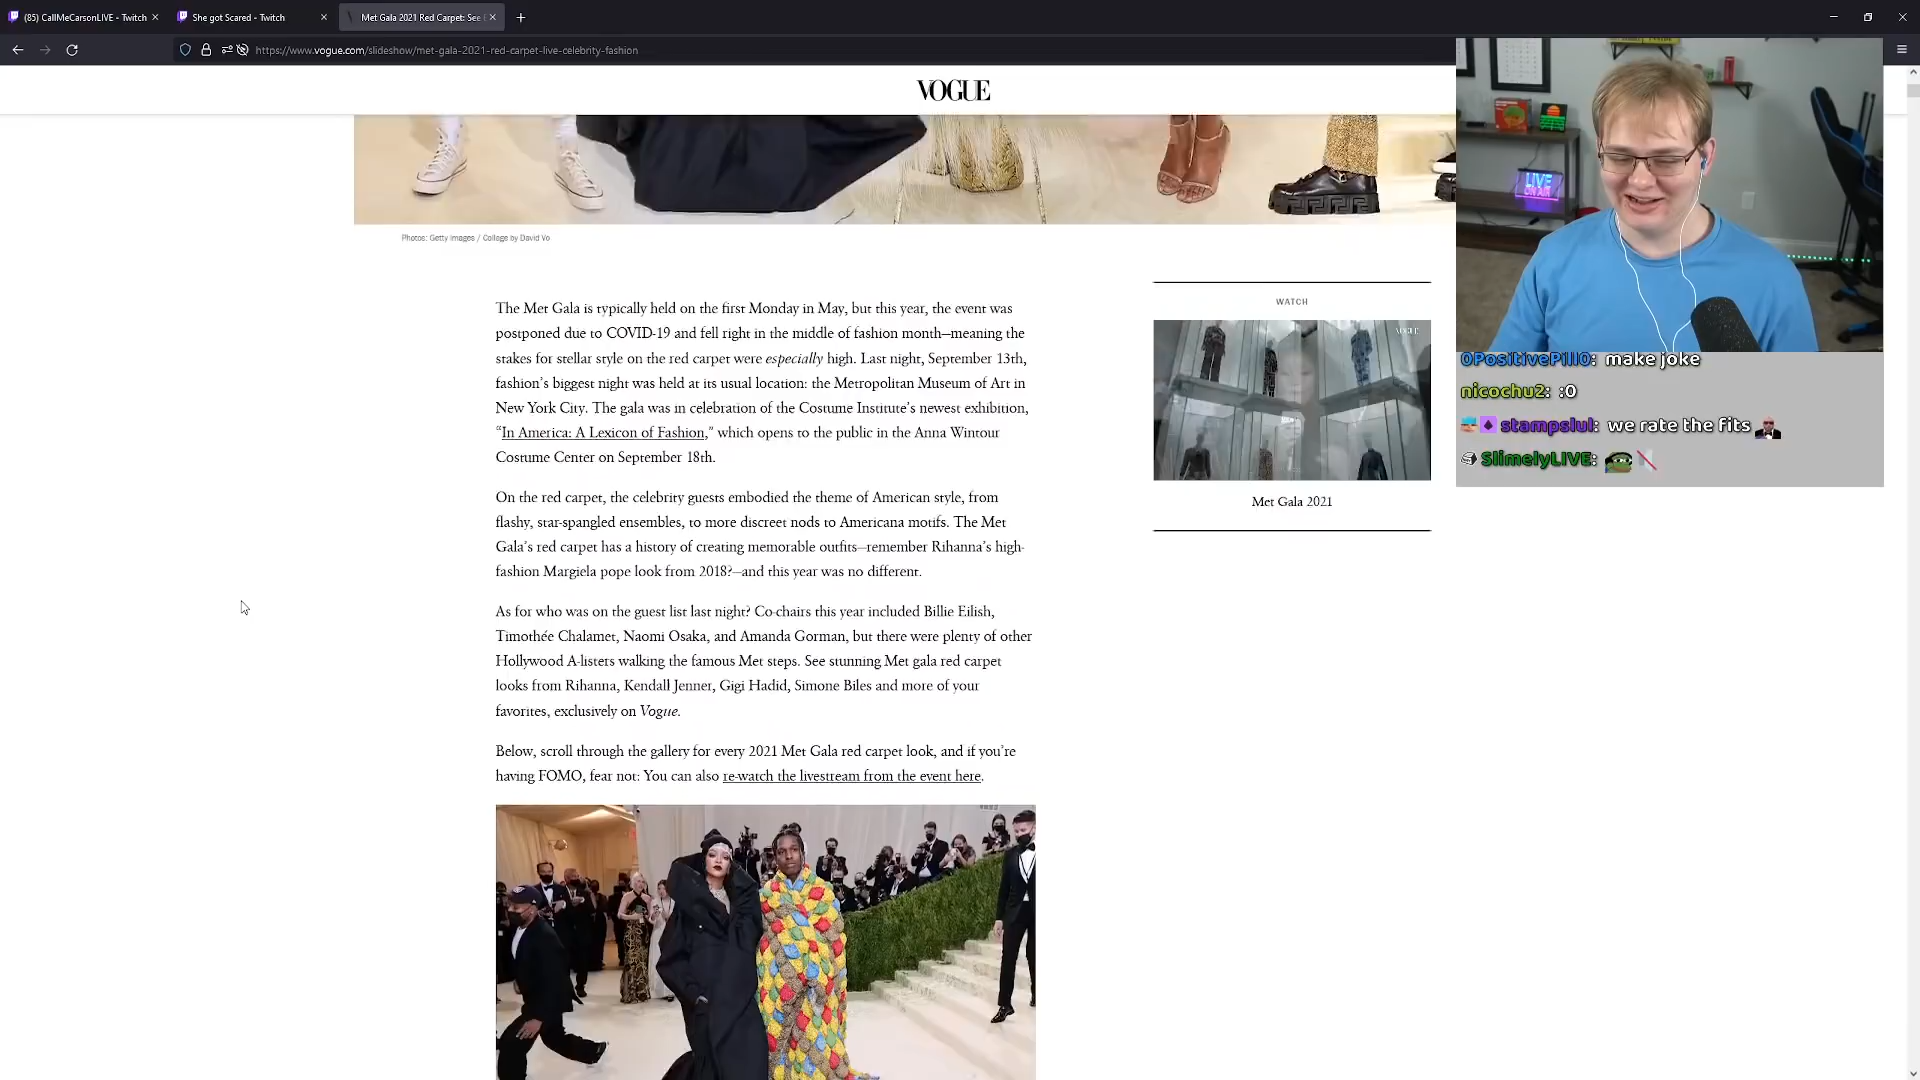 (85) CallMeCarsonLIVE - Twitch
She got Scared - Twitch
Met Gala 2021 Red Carpet: See
https://www.vogue.com/slideshow/met-gala-2021-red-carpet-live-celebrity-fashion
VOGUE
Photos: Getty Images / Collage by David Vo
The Met Gala is typically held on the first Monday in May, but this year, the event was
postponed due to COVID-19 and fell right in the middle of fashion month—meaning the
stakes for stellar style on the red carpet were especially high. Last night, September 13th,
fashion's biggest night was held at its usual location: the Metropolitan Museum of Art in
New York City. The gala was in celebration of the Costume Institute's newest exhibition,
“In America: A Lexicon of Fashion,” which opens to the public in the Anna Wintour
Costume Center on September 18th.
On the red carpet, the celebrity guests embodied the theme of American style, from
flashy, star-spangled ensembles, to more discreet nods to Americana motifs. The Met
Gala's red carpet has a history of creating memorable outfits—remember Rihanna's high-
fashion Margiela pope look from 2018?—and this year was no different.
As for who was on the guest list last night? Co-chairs this year included Billie Eilish,
Timothée Chalamet, Naomi Osaka, and Amanda Gorman, but there were plenty of other
Hollywood A-listers walking the famous Met steps. See stunning Met gala red carpet
looks from Rihanna, Kendall Jenner, Gigi Hadid, Simone Biles and more of your
favorites, exclusively on Vogue.
Below, scroll through the gallery for every 2021 Met Gala red carpet look, and if you're
having FOMO, fear not: You can also re-watch the livestream from the event here.
WATCH
VOGUE
Met Gala 2021
LIVE
ON AIR
0PositivePill0: make joke
nicochu2: :0
stampslul: we rate the fits
SlimelyLIVE: